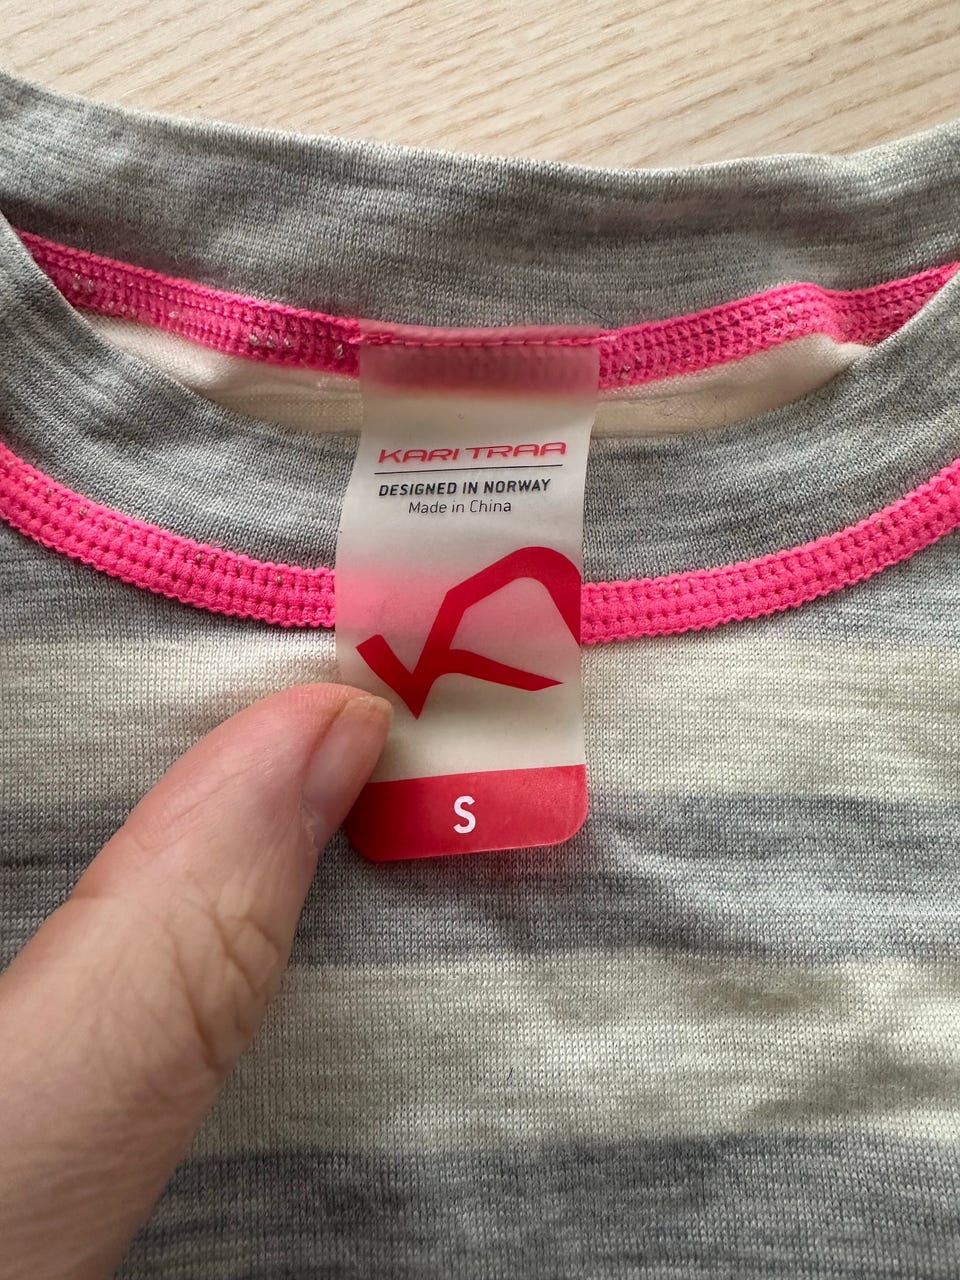 KARI TRAA
DESIGNED IN NORWAY
Made in China
S